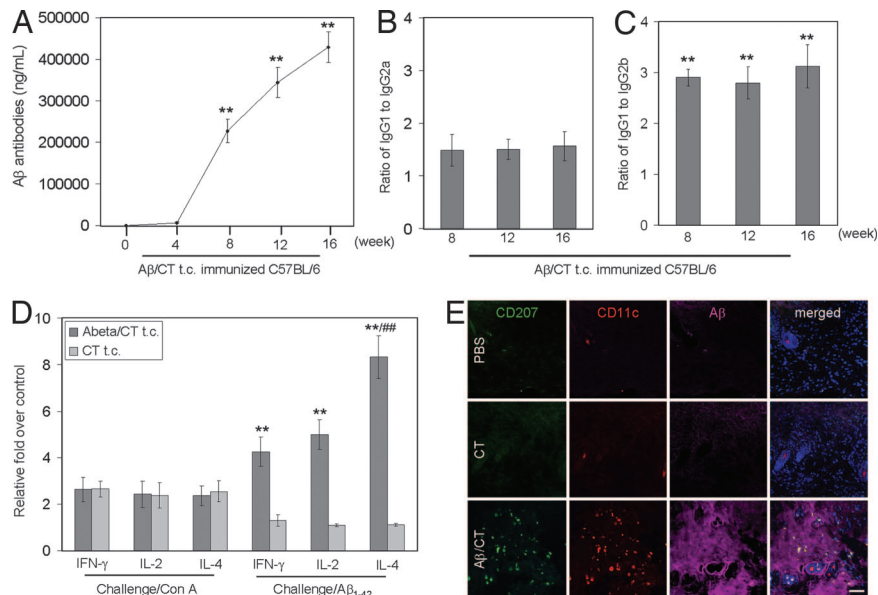 A
Aβ antibodies (ng/mL)
500000
400000
300000
200000
100000
0
**
**
**
0 4 8 12 16 (week)
Aβ/CT t.c. immunized C57BL/6
B
Ratio of IgG1 to IgG2a
4
3
2
1
0
8 12 16
C
Ratio of IgG1 to IgG2b
4
3
2
1
0
**
**
**
8 12 16 (week)
Aβ/CT t.c. immunized C57BL/6
D
Relative fold over control
10
8
6
4
2
0
Abeta/CT t.c.
CT t.c.
**
**
**/##
IFN-γ IL-2 IL-4 IFN-γ IL-2 IL-4
Challenge/Con A Challenge/Aβ1-42
E
CD207 CD11c Aβ merged
PBS
CT
Aβ/CT